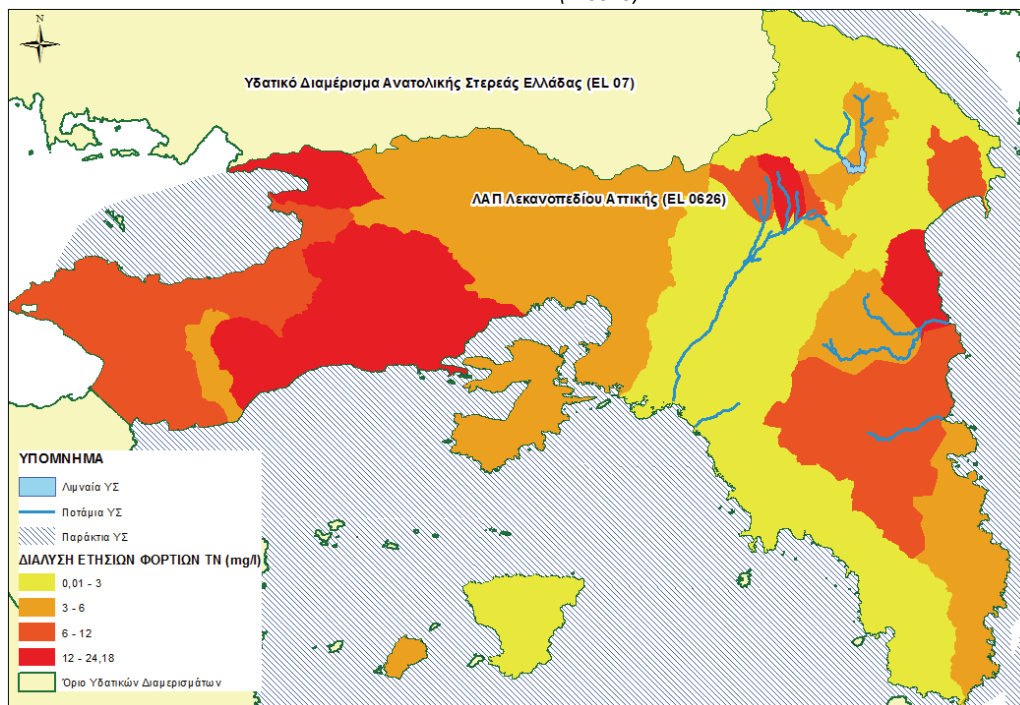 N
Υδατικό Διαμέρισμα Ανατολικής Στερεάς Ελλάδας (EL 07)
ΛΑΠ Λεκανοπεδίου Αττικής (EL 0626)
ΥΠΟΜΝΗΜΑ
Λιμναία ΥΣ
Ποτάμια ΥΣ
Παράκτια ΥΣ
ΔΙΑΛΥΣΗ ΕΤΗΣΙΩΝ ΦΟΡΤΙΩΝ TN (mg/l)
0,01 - 3
3 - 6
6 - 12
12 - 24,18
Όριο Υδατικών Διαμερισμάτων